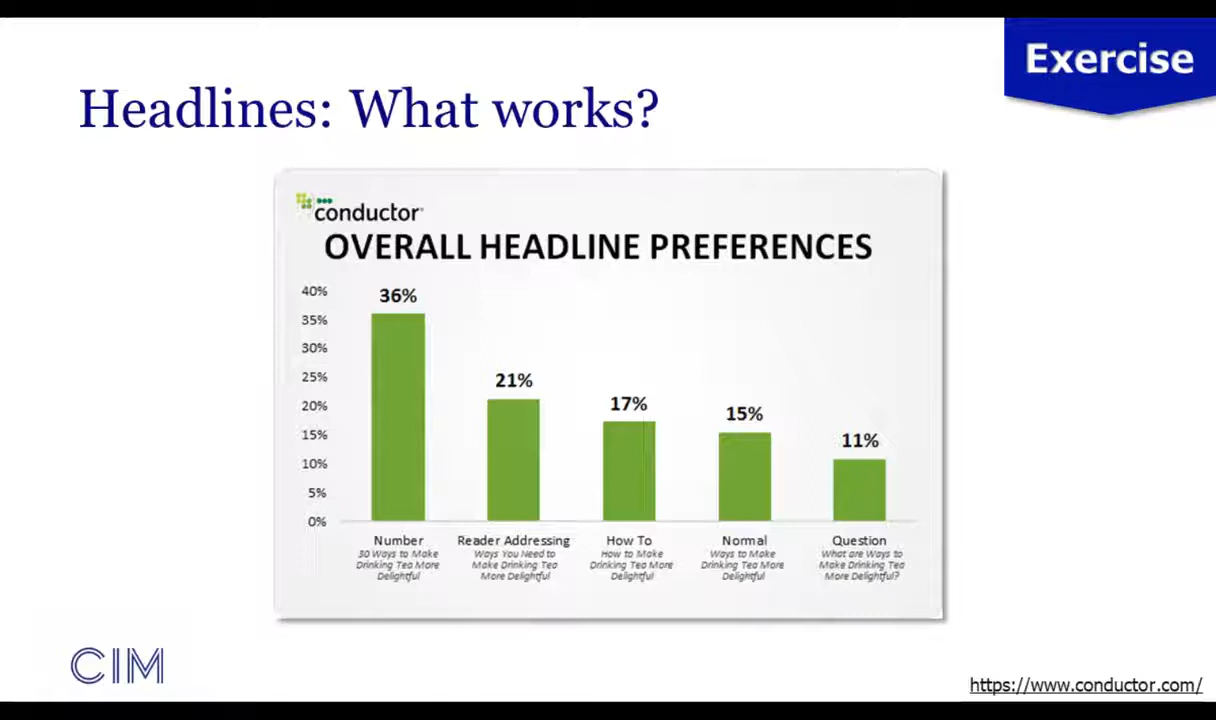 Exercise
Headlines: What works?
conductor
OVERALL HEADLINE PREFERENCES
40%
35%
30%
25%
20%
15%
10%
5%
0%
36%
21%
17%
15%
11%
Number
30 Ways to Make
Drinking Tea More
Delightful
Reader Addressing
Ways You Need to
Make Drinking Tea
More Delightful
How To
How to Make
Drinking Tea More
Delightful
Normal
Ways to Make
Drinking Tea More
Delightful
Question
What are Ways to
Make Drinking Tea
More Delightful?
CIM
https://www.conductor.com/